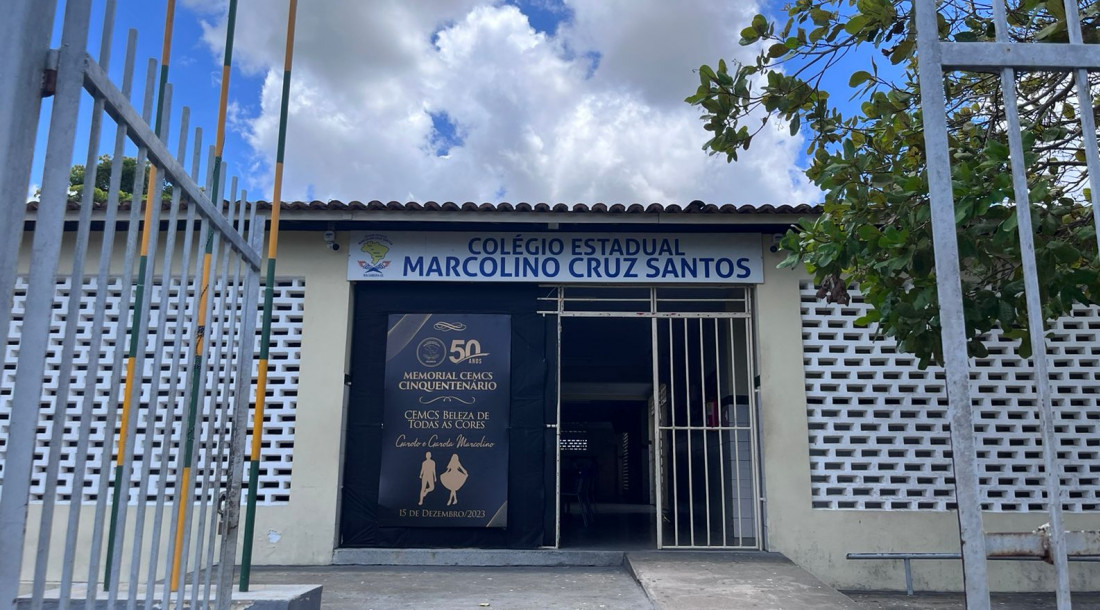 COLÉGIO ESTADUAL
MARCOLINO CRUZ SANTOS
50
ANOS
MEMORIAL CEMCS
CINQUENTENÁRIO
CEMCS BELEZA DE
TODAS AS CORES
Garoto e Garota Marcolino
15 DE DEZEMBRO/2023